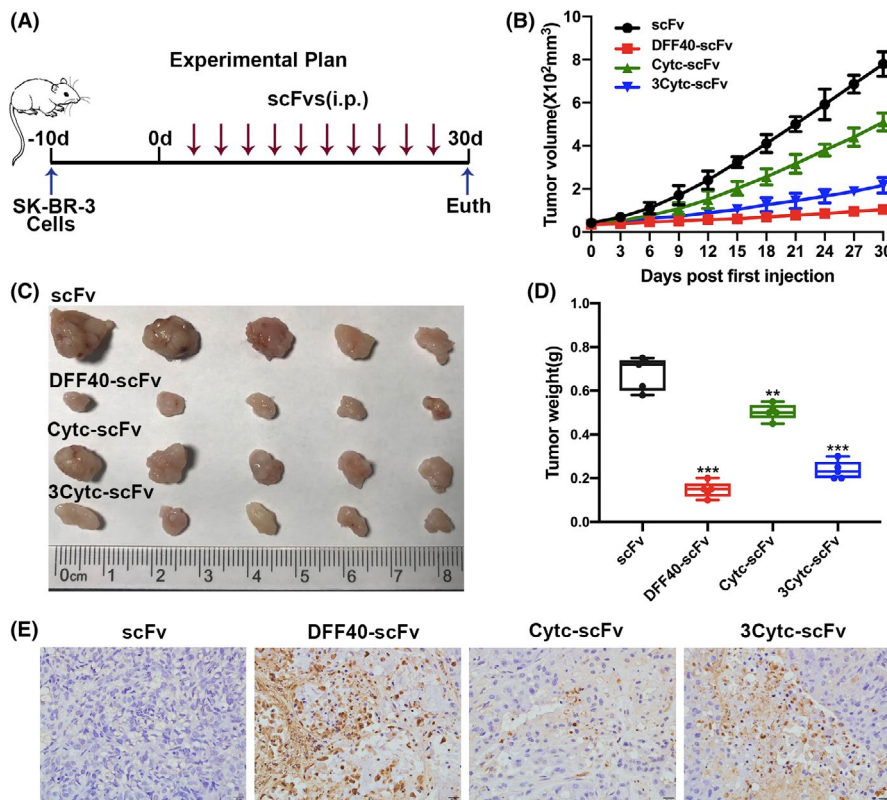 (A)
Experimental Plan
scFvs(i.p.)
-10d 0d 30d
SK-BR-3
Cells
Euth
(B)
Tumor volume(X10²mm³)
10
8
6
4
2
0
scFv
DFF40-scFv
Cytc-scFv
3Cytc-scFv
0 3 6 9 12 15 18 21 24 27 30
Days post first injection
(C)
scFv
DFF40-scFv
Cytc-scFv
3Cytc-scFv
0cm 1 2 3 4 5 6 7 8
(D)
Tumor weight(g)
1.0
0.8
0.6
0.4
0.2
0.0
***
**
***
scFv
DFF40-scFv
Cytc-scFv
3Cytc-scFv
(E)
scFv DFF40-scFv Cytc-scFv 3Cytc-scFv